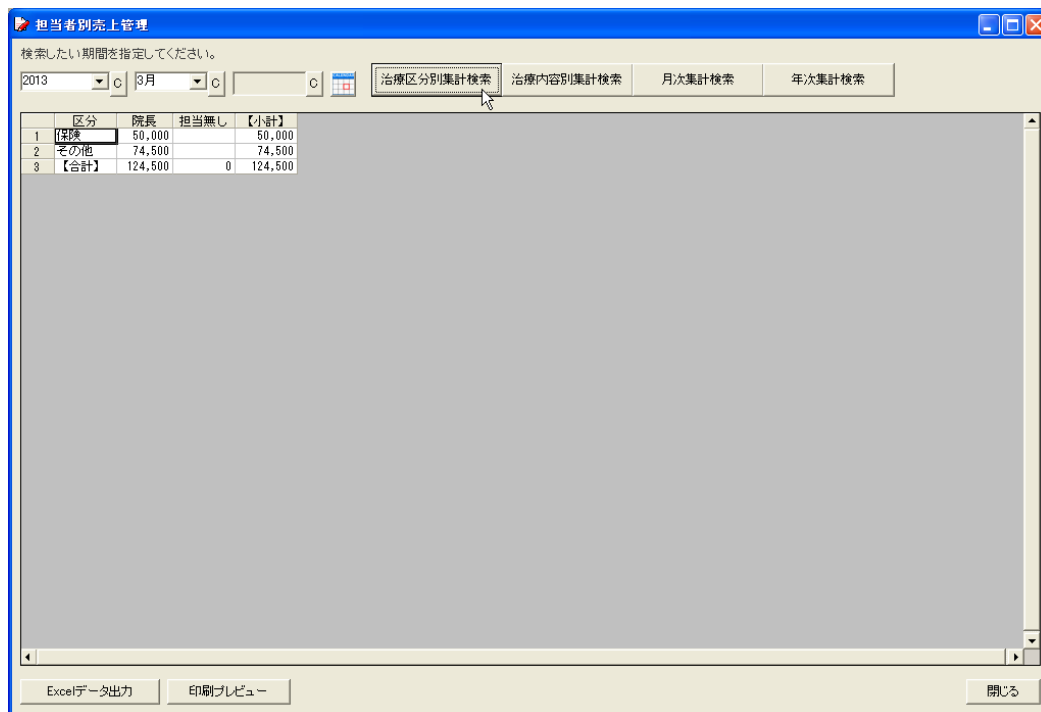 担当者別売上管理
検索したい期間を指定してください。
2013 C 3月 C C 治療区分別集計検索 治療内容別集計検索 月次集計検索 年次集計検索
区分 院長 担当無し 【小計】
1 保険 50,000 50,000
2 その他 74,500 74,500
3 【合計】 124,500 0 124,500
Excelデータ出力 印刷プレビュー 閉じる